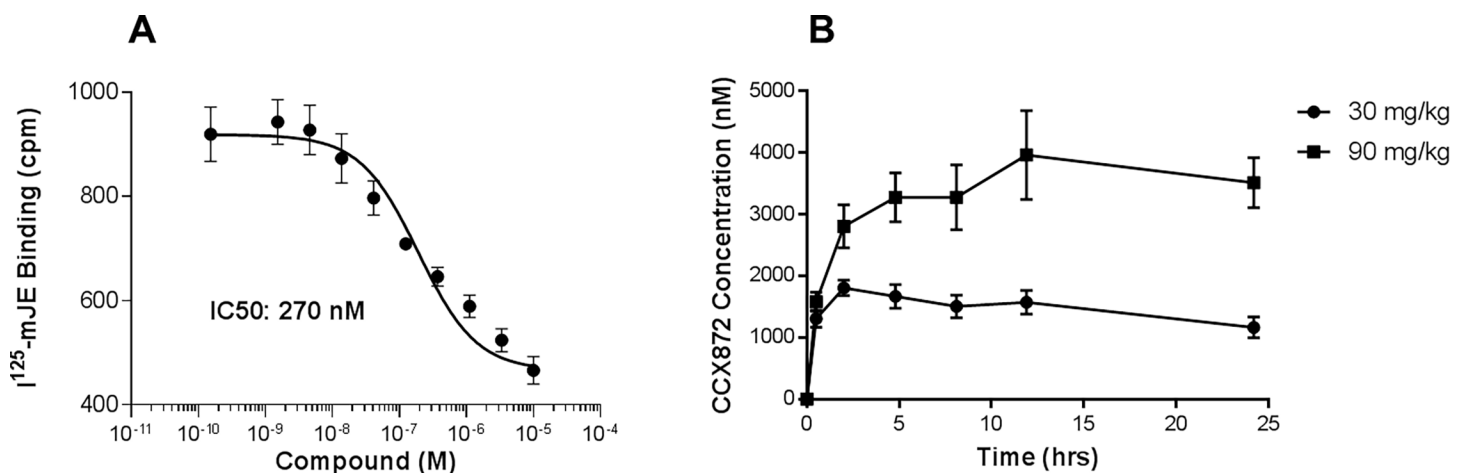 A
I¹²⁵-mJE Binding (cpm)
1000
800
600
400
IC50: 270 nM
10⁻¹¹ 10⁻¹⁰ 10⁻⁹ 10⁻⁸ 10⁻⁷ 10⁻⁶ 10⁻⁵ 10⁻⁴
Compound (M)
B
CCX872 Concentration (nM)
5000
4000
3000
2000
1000
0
0 5 10 15 20 25
Time (hrs)
30 mg/kg
90 mg/kg